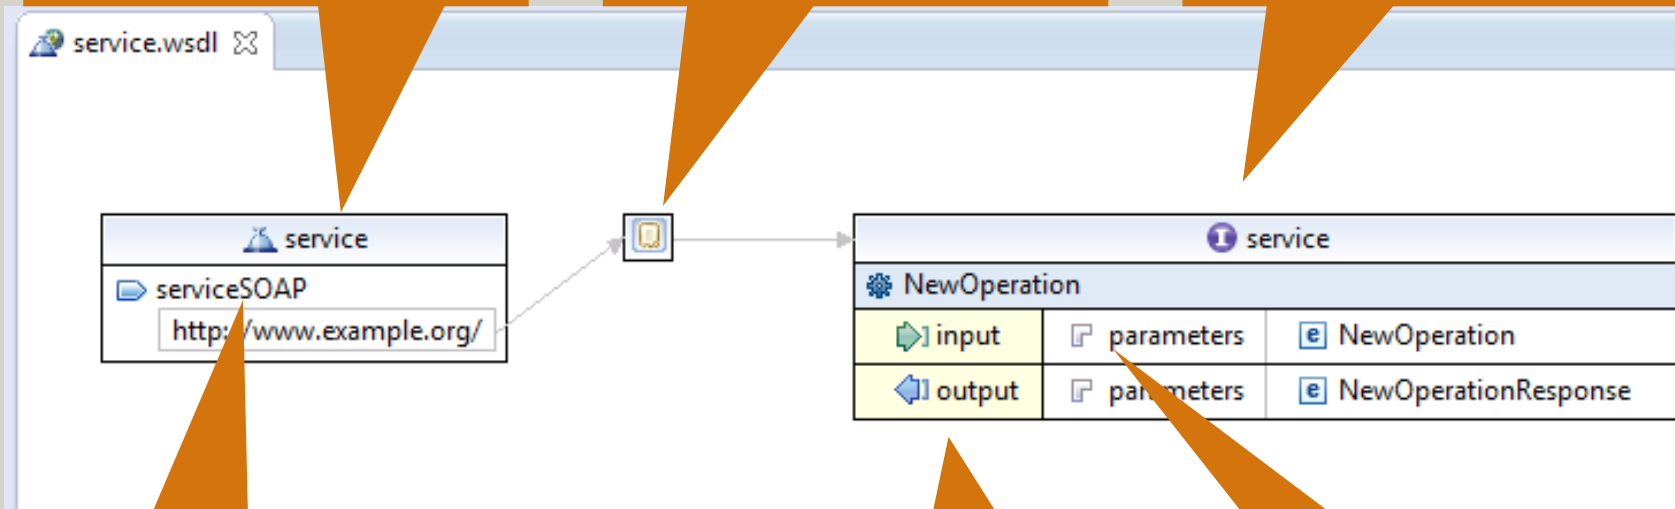 service.wsdl
service
serviceSOAP
http://www.example.org/
service
NewOperation
input parameters NewOperation
output parameters NewOperationResponse